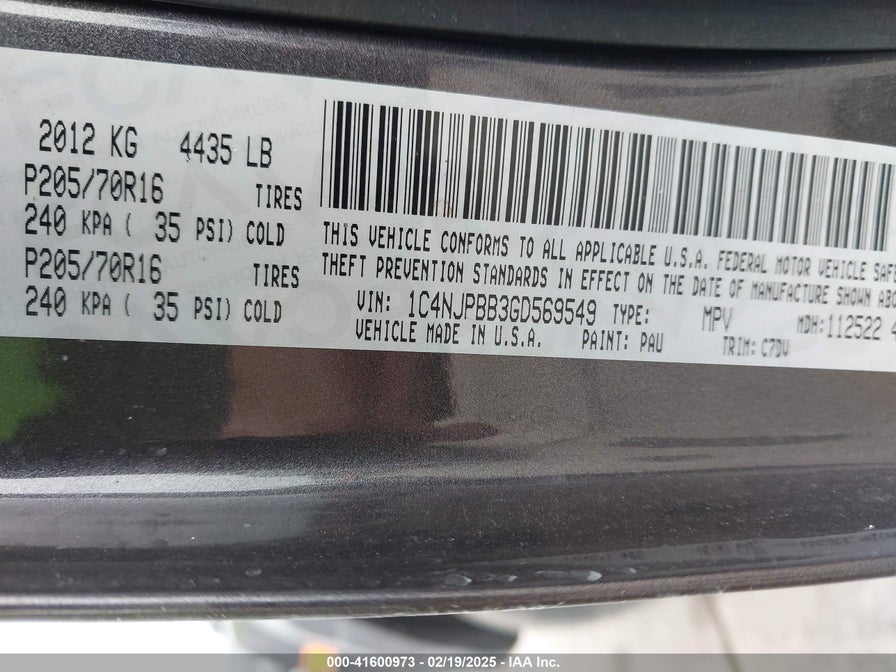 2012 KG 4435 LB
P205/70R16 TIRES
240 KPA ( 35 PSI) COLD
P205/70R16 TIRES
240 KPA ( 35 PSI) COLD
THIS VEHICLE CONFORMS TO ALL APPLICABLE U.S.A. FEDERAL MOTOR VEHICLE SAFE
THEFT PREVENTION STANDARDS IN EFFECT ON THE DATE OF MANUFACTURE SHOWN
VIN: 1C4NJPBB3GD569549 TYPE: MPV MDH:112522
VEHICLE MADE IN U.S.A. PAINT: PAU TRIM: C7DV
000-41600973 - 02/19/2025 - IAA Inc.